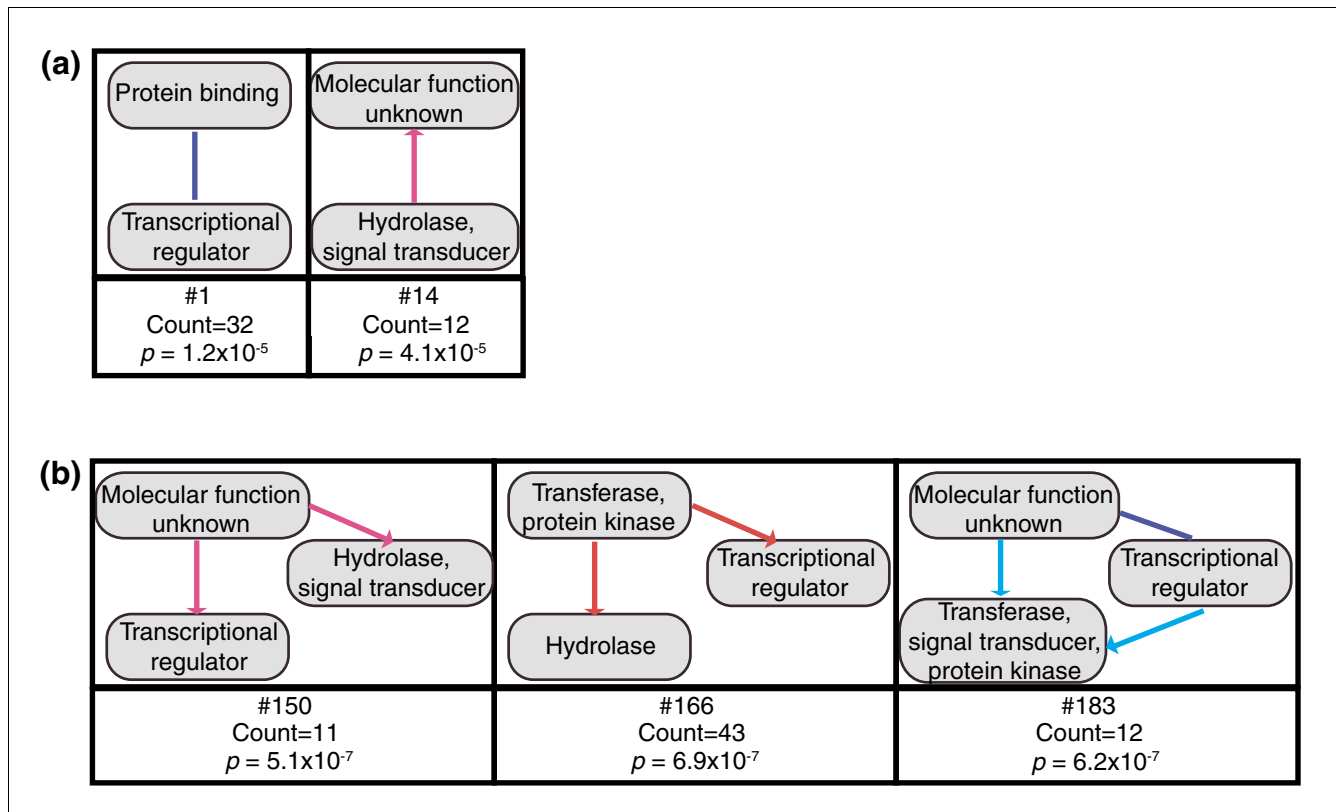 (a)
Protein binding
Transcriptional
regulator
#1
Count=32
p = 1.2x10-5
Molecular function
unknown
Hydrolase,
signal transducer
#14
Count=12
p = 4.1x10-5
(b)
Molecular function
unknown
Hydrolase,
signal transducer
Transcriptional
regulator
#150
Count=11
p = 5.1x10-7
Transferase,
protein kinase
Transcriptional
regulator
Hydrolase
#166
Count=43
p = 6.9x10-7
Molecular function
unknown
Transcriptional
regulator
Transferase,
signal transducer,
protein kinase
#183
Count=12
p = 6.2x10-7